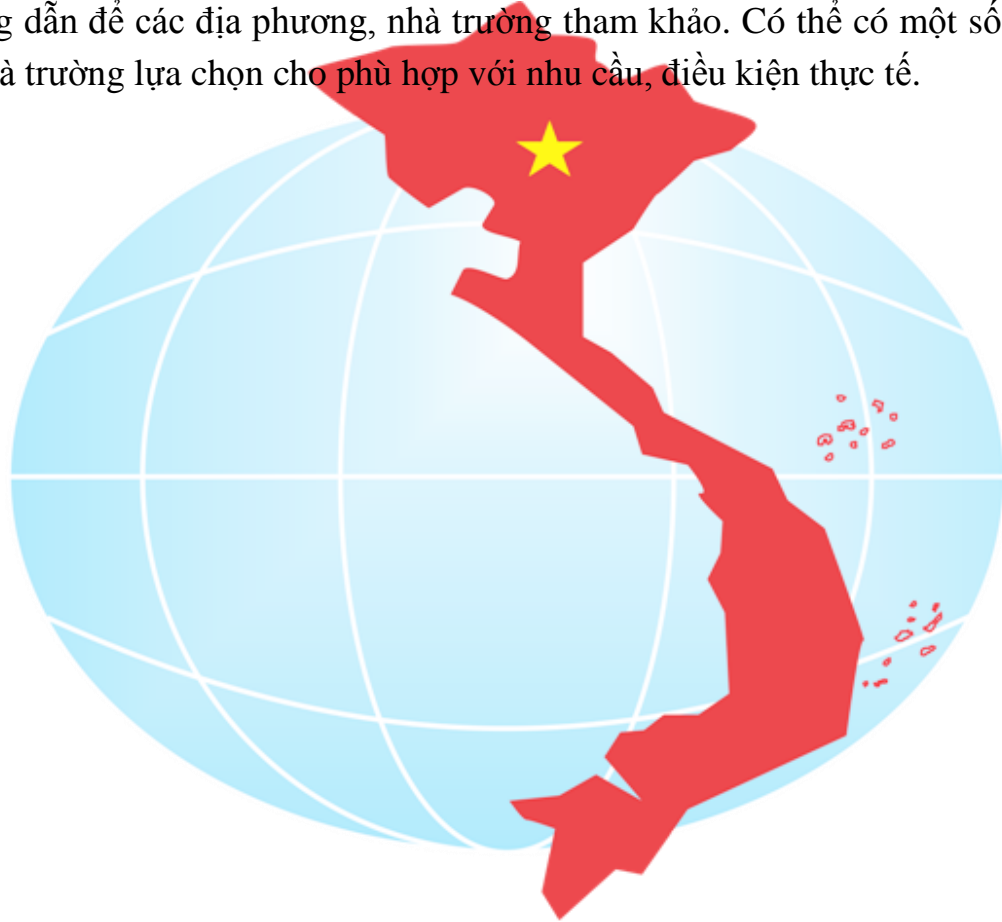 g dẫn để các địa phương, nhà trường tham khảo. Có thể có một số
à trường lựa chọn cho phù hợp với nhu cầu, điều kiện thực tế.